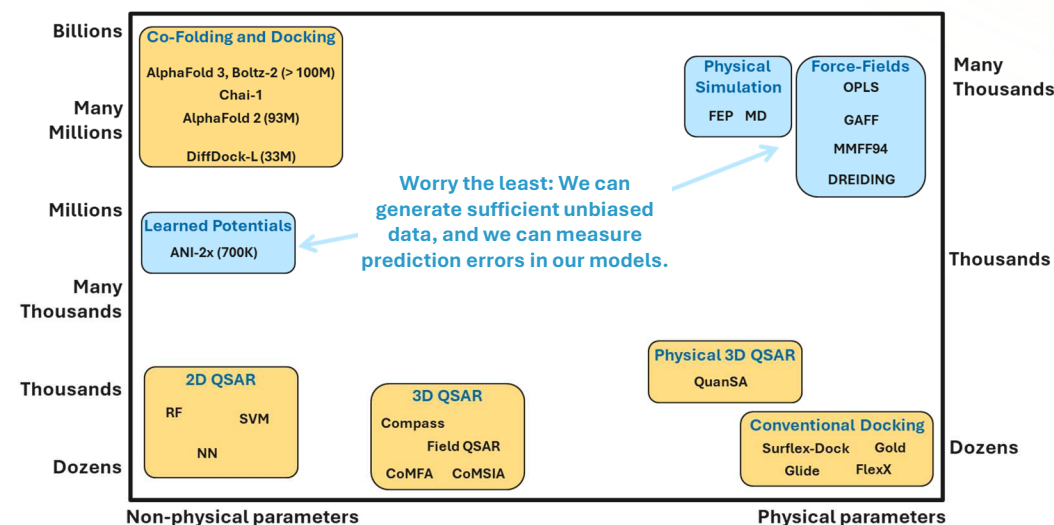 Billions
Many
Millions
Millions
Many
Thousands
Thousands
Dozens
Co-Folding and Docking
AlphaFold 3, Boltz-2 (> 100M)
Chai-1
AlphaFold 2 (93M)
DiffDock-L (33M)
Learned Potentials
ANI-2x (700K)
2D QSAR
RF
SVM
NN
3D QSAR
Compass
Field QSAR
CoMFA CoMSIA
Worry the least: We can
generate sufficient unbiased
data, and we can measure
prediction errors in our models.
Physical
Simulation
FEP MD
Force-Fields
OPLS
GAFF
MMFF94
DREIDING
Physical 3D QSAR
QuanSA
Conventional Docking
Surflex-Dock Gold
Glide FlexX
Many
Thousands
Thousands
Dozens
Non-physical parameters
Physical parameters